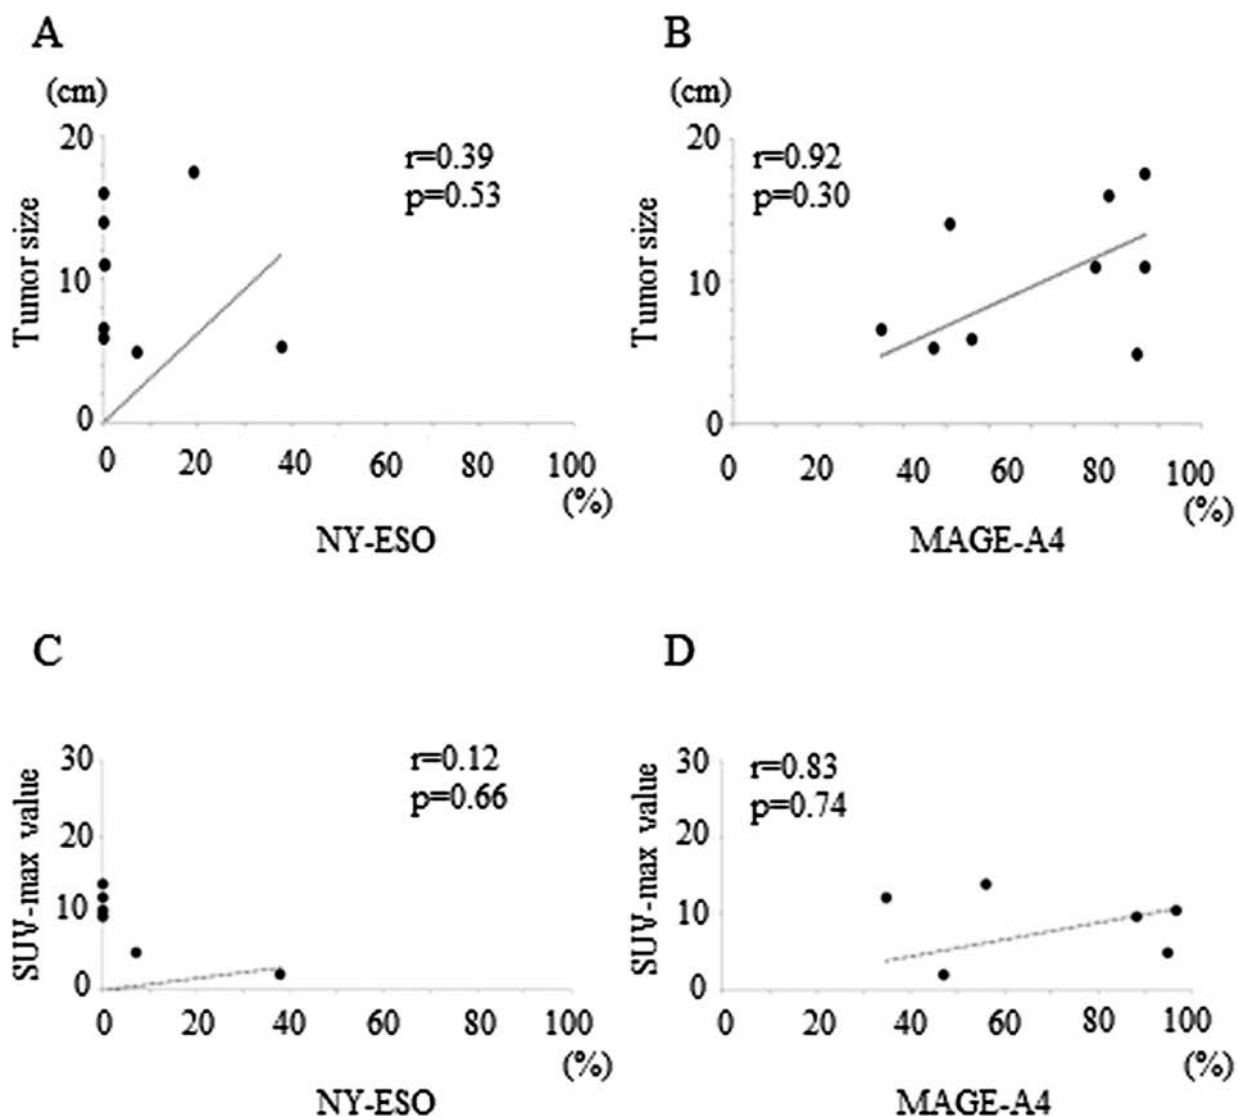 A
(cm)
20
10
0
Tumor size
r=0.39
p=0.53
0 20 40 60 80 100
(%)
NY-ESO
B
(cm)
20
10
0
Tumor size
r=0.92
p=0.30
0 20 40 60 80 100
(%)
MAGE-A4
C
30
20
10
0
SUV-max value
r=0.12
p=0.66
0 20 40 60 80 100
(%)
NY-ESO
D
30
20
10
0
SUV-max value
r=0.83
p=0.74
0 20 40 60 80 100
(%)
MAGE-A4